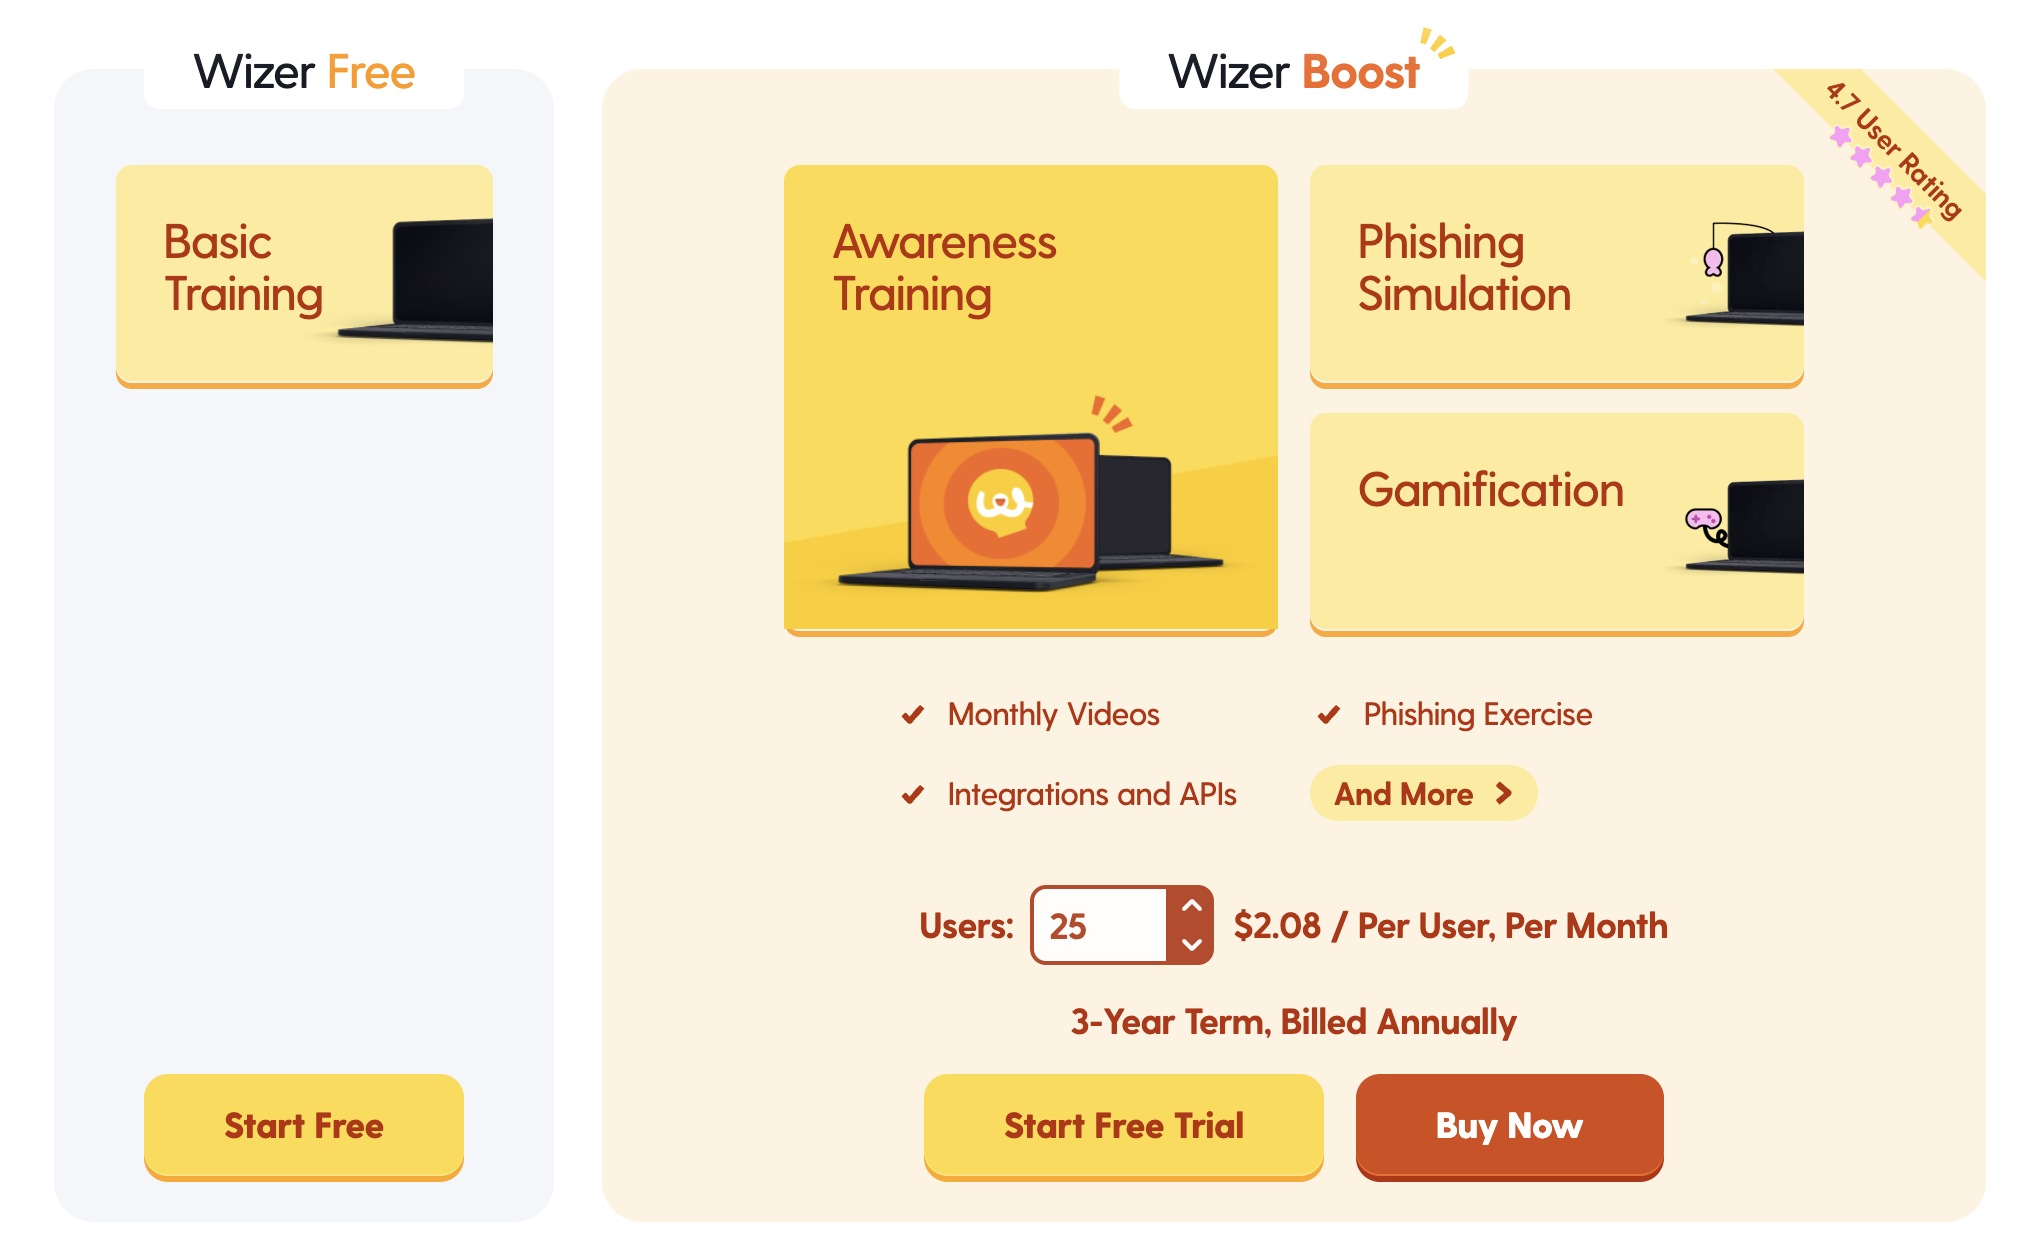 Wizer Free
Basic
Training
Start Free
Wizer Boost
4.7 User Rating
Awareness
Training
Phishing
Simulation
Gamification
Monthly Videos
Phishing Exercise
Integrations and APIs
And More
Users: 25 $2.08 / Per User, Per Month
3-Year Term, Billed Annually
Start Free Trial
Buy Now